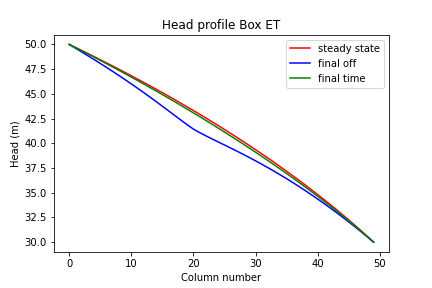 Head profile Box ET
steady state
final off
final time
Head (m)
50.0
47.5
45.0
42.5
40.0
37.5
35.0
32.5
30.0
0 10 20 30 40 50
Column number